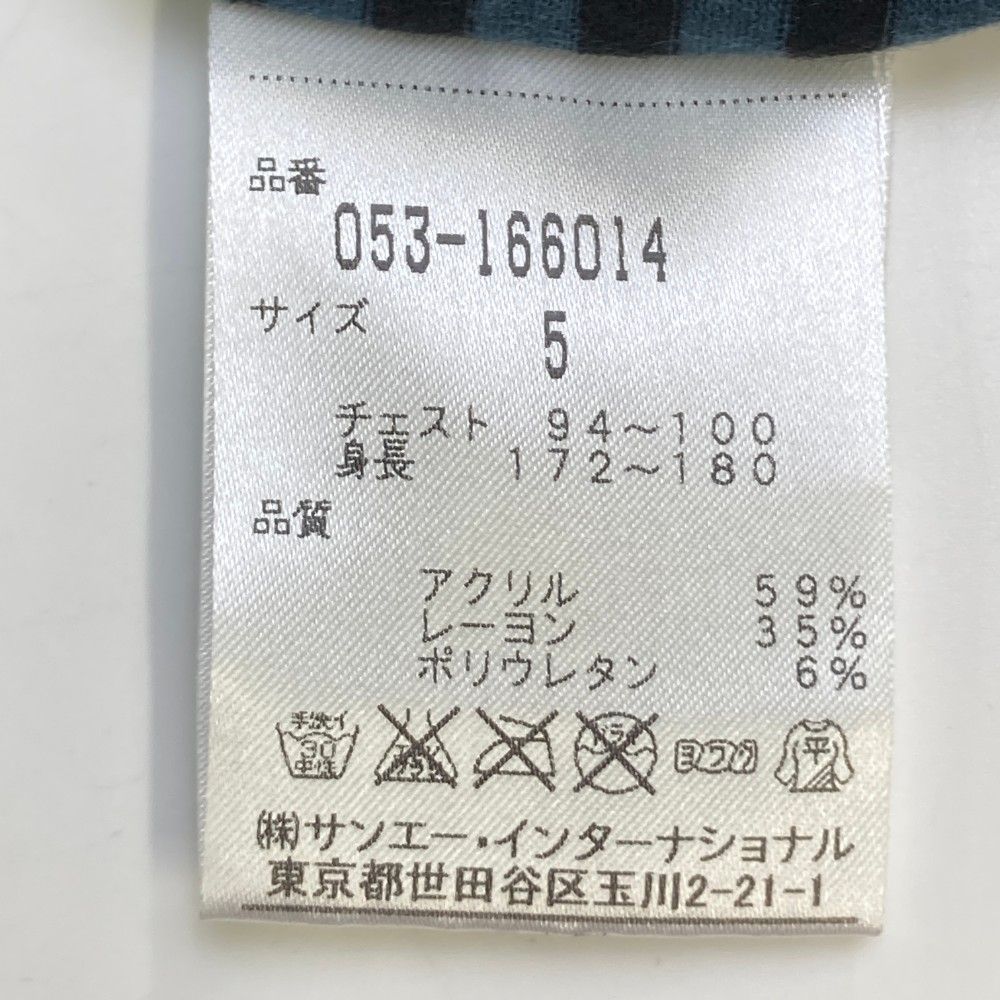 品番
053-166014
サイズ
5
チェスト 94～100
身長 172～180
品質
アクリル 59%
レーヨン 35%
ポリウレタン 6%
手洗イ 30 中性 ドライ 平
(株)サンエー・インターナショナル
東京都世田谷区玉川2-21-1